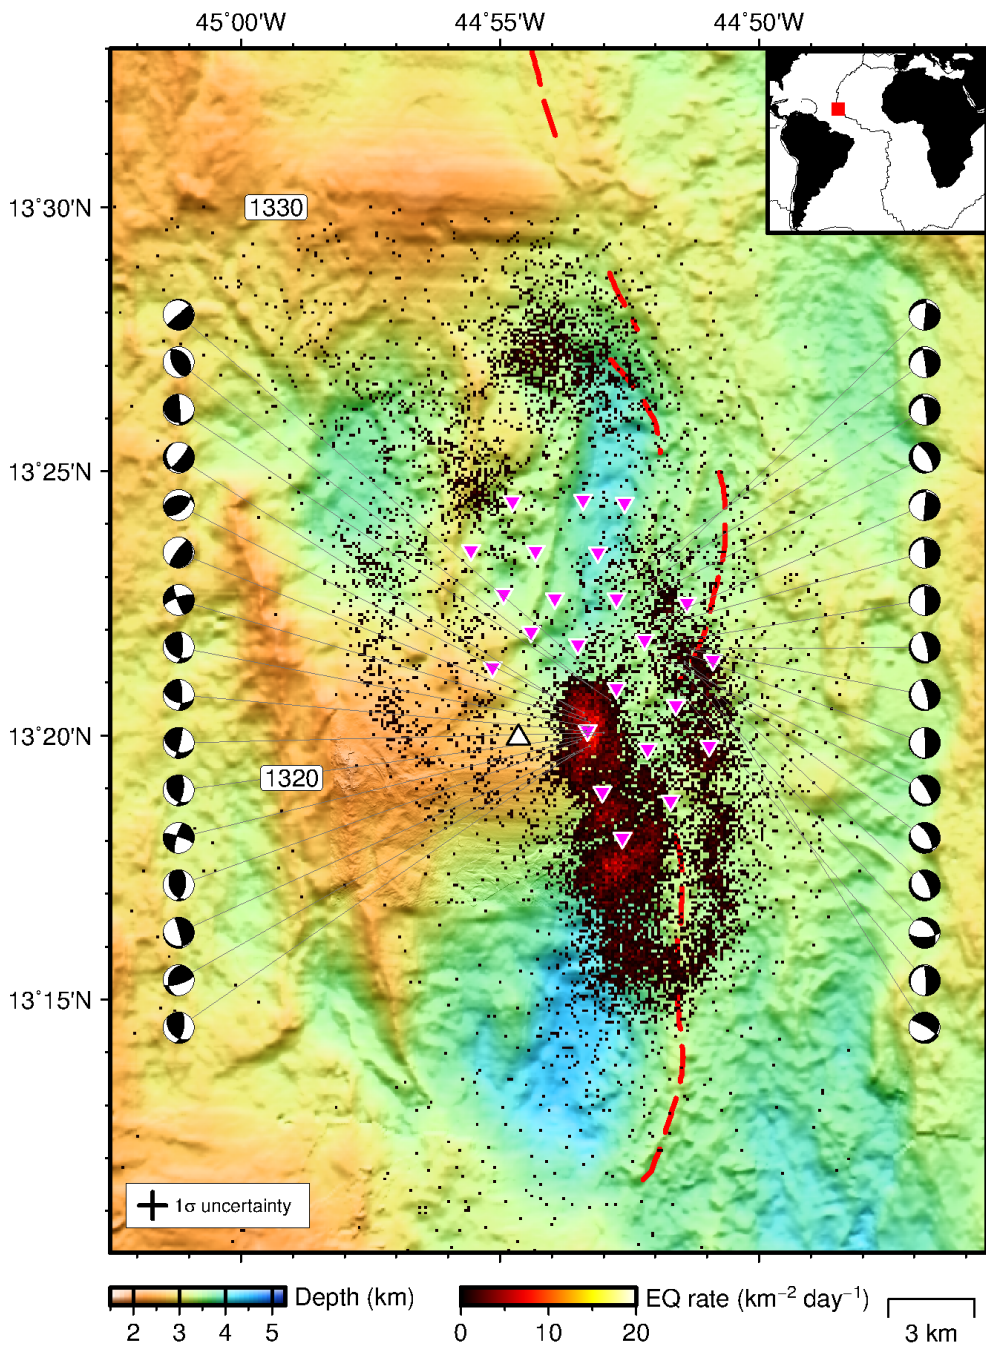 45°00'W 44°55'W 44°50'W
13°30'N
1330
13°25'N
13°20'N
1320
13°15'N
1σ uncertainty
Depth (km)
2 3 4 5
EQ rate (km⁻² day⁻¹)
0 10 20
3 km